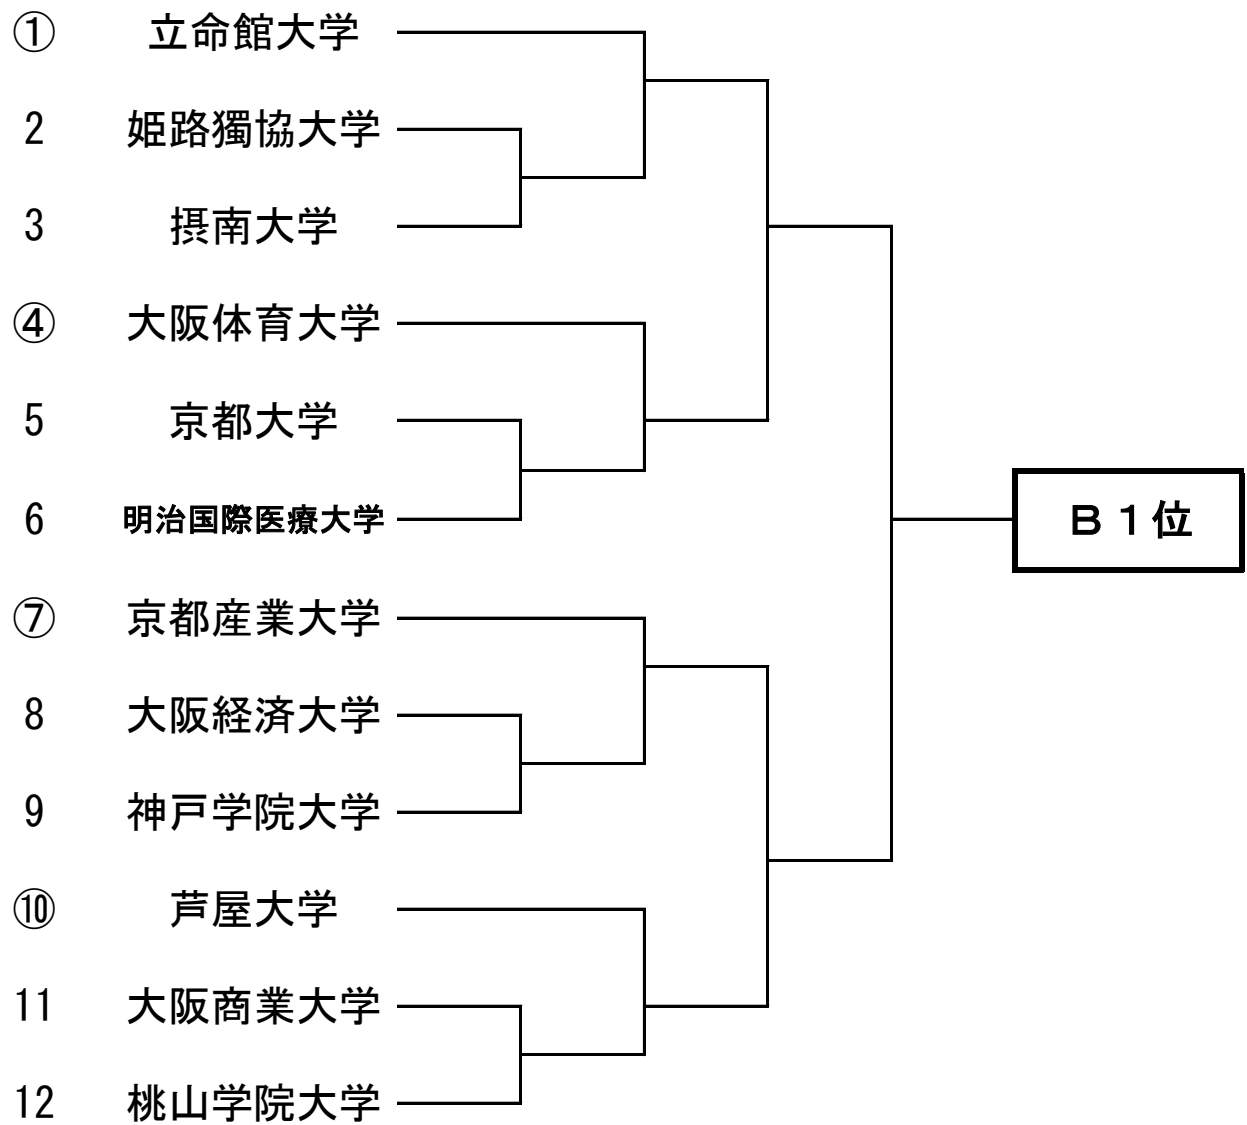 ① 立命館大学
2 姫路獨協大学
3 摂南大学
④ 大阪体育大学
5 京都大学
6 明治国際医療大学
B1位
⑦ 京都産業大学
8 大阪経済大学
9 神戸学院大学
⑩ 芦屋大学
11 大阪商業大学
12 桃山学院大学